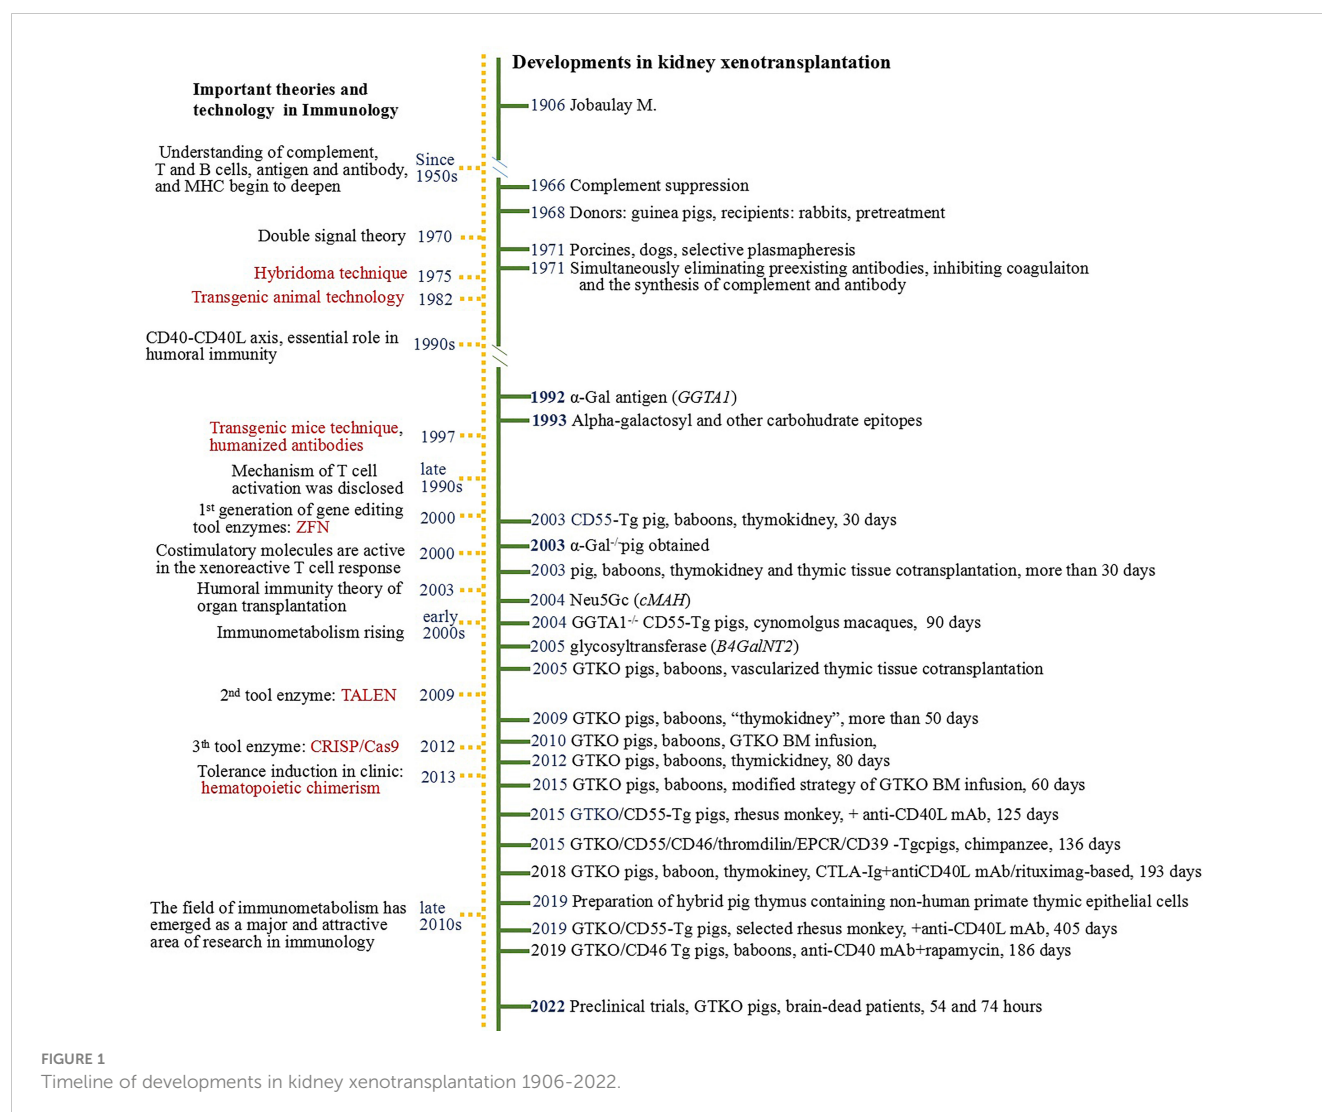 Important theories and
technology in Immunology
Understanding of complement,
T and B cells, antigen and antibody,
and MHC begin to deepen
Since
1950s
Double signal theory 1970
Hybridoma technique 1975
Transgenic animal technology 1982
CD40-CD40L axis, essential role in
humoral immunity
1990s
Transgenic mice technique,
humanized antibodies
1997
Mechanism of T cell
activation was disclosed
late
1990s
1st generation of gene editing
tool enzymes: ZFN
2000
Costimulatory molecules are active
in the xenoreactive T cell response
2000
Humoral immunity theory of
organ transplantation
2003
Immunometabolism rising
early
2000s
2nd tool enzyme: TALEN 2009
3th tool enzyme: CRISP/Cas9 2012
Tolerance induction in clinic:
hematopoietic chimerism
2013
The field of immunometabolism has
emerged as a major and attractive
area of research in immunology
late
2010s
Developments in kidney xenotransplantation
1906 Jobaulay M.
1966 Complement suppression
1968 Donors: guinea pigs, recipients: rabbits, pretreatment
1971 Porcines, dogs, selective plasmapheresis
1971 Simultaneously eliminating preexisting antibodies, inhibiting coagulaiton
and the synthesis of complement and antibody
1992 α-Gal antigen (GGTA1)
1993 Alpha-galactosyl and other carbohudrate epitopes
2003 CD55-Tg pig, baboons, thymokidney, 30 days
2003 α-Gal-/-pig obtained
2003 pig, baboons, thymokidney and thymic tissue cotransplantation, more than 30 days
2004 Neu5Gc (cMAH)
2004 GGTA1-/- CD55-Tg pigs, cynomolgus macaques, 90 days
2005 glycosyltransferase (B4GalNT2)
2005 GTKO pigs, baboons, vascularized thymic tissue cotransplantation
2009 GTKO pigs, baboons, “thymokidney”, more than 50 days
2010 GTKO pigs, baboons, GTKO BM infusion,
2012 GTKO pigs, baboons, thymickidney, 80 days
2015 GTKO pigs, baboons, modified strategy of GTKO BM infusion, 60 days
2015 GTKO/CD55-Tg pigs, rhesus monkey, + anti-CD40L mAb, 125 days
2015 GTKO/CD55/CD46/thromdilin/EPCR/CD39 -Tgcpigs, chimpanzee, 136 days
2018 GTKO pigs, baboon, thymokiney, CTLA-Ig+antiCD40L mAb/rituximag-based, 193 days
2019 Preparation of hybrid pig thymus containing non-human primate thymic epithelial cells
2019 GTKO/CD55-Tg pigs, selected rhesus monkey, +anti-CD40L mAb, 405 days
2019 GTKO/CD46 Tg pigs, baboons, anti-CD40 mAb+rapamycin, 186 days
2022 Preclinical trials, GTKO pigs, brain-dead patients, 54 and 74 hours
FIGURE 1
Timeline of developments in kidney xenotransplantation 1906-2022.